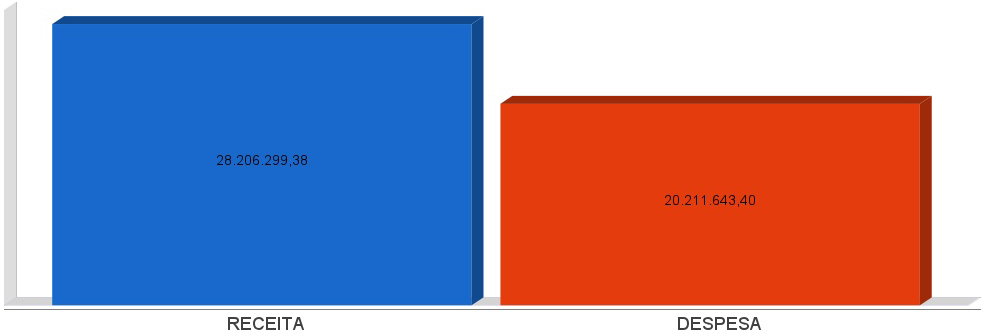 28.206.299,38
20.211.643,40
RECEITA
DESPESA